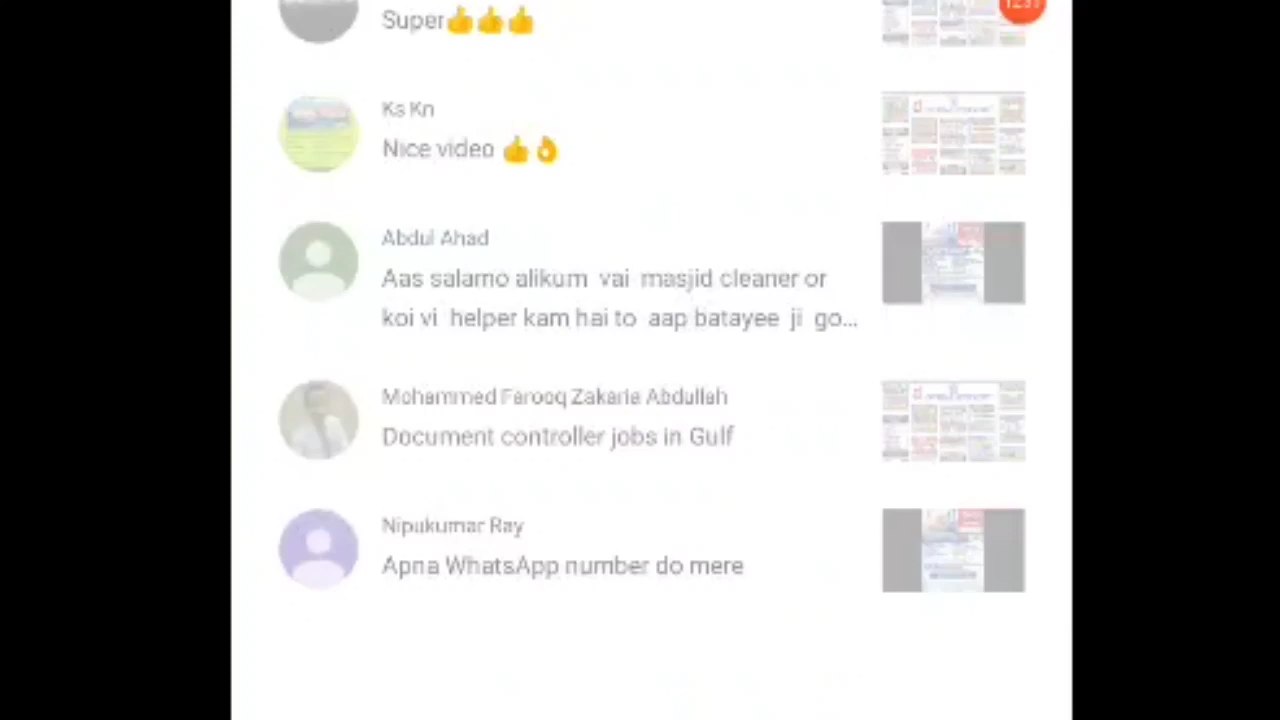 Super👍👍👍
Ks Kn
Nice video 👍👌
Abdul Ahad
Aas salamo alikum vai masjid cleaner or
koi vi helper kam hai to aap batayee ji go...
Mohammed Farooq Zakaria Abdullah
Document controller jobs in Gulf
Nipukumar Ray
Apna WhatsApp number do mere